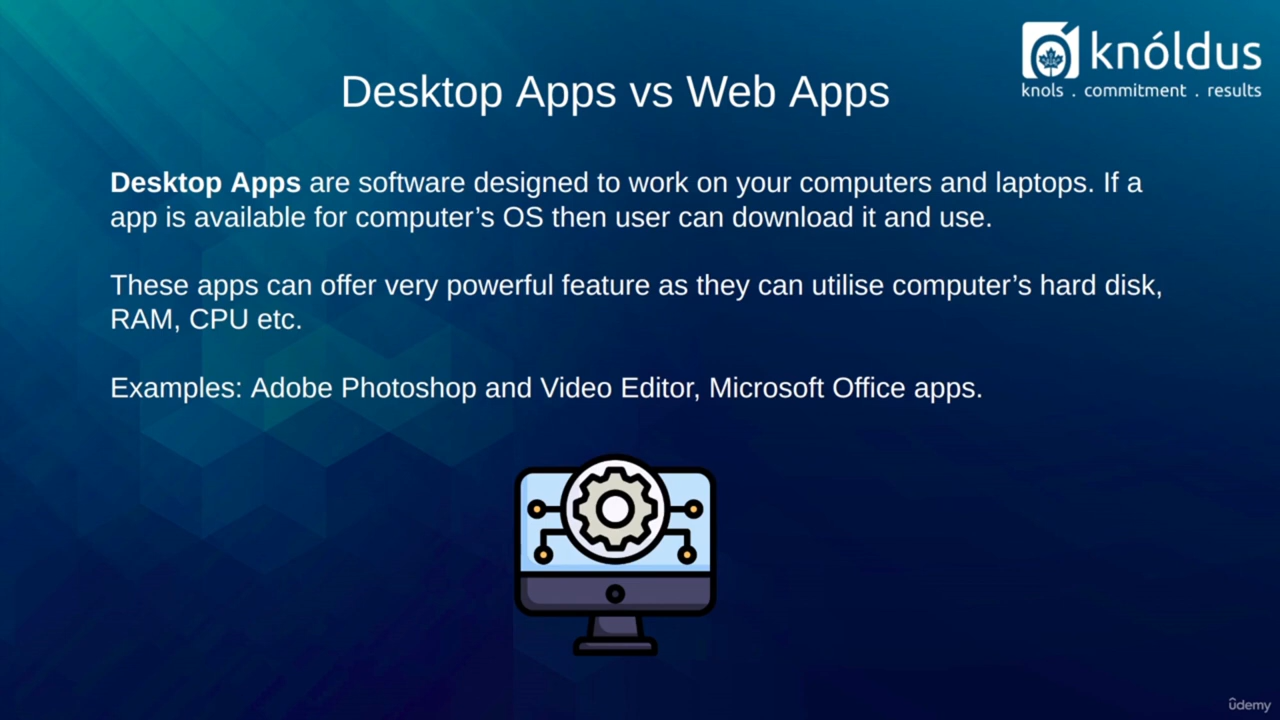 knóldus
knols . commitment . results
Desktop Apps vs Web Apps
Desktop Apps are software designed to work on your computers and laptops. If a
app is available for computer’s OS then user can download it and use.
These apps can offer very powerful feature as they can utilise computer’s hard disk,
RAM, CPU etc.
Examples: Adobe Photoshop and Video Editor, Microsoft Office apps.
ûdemy